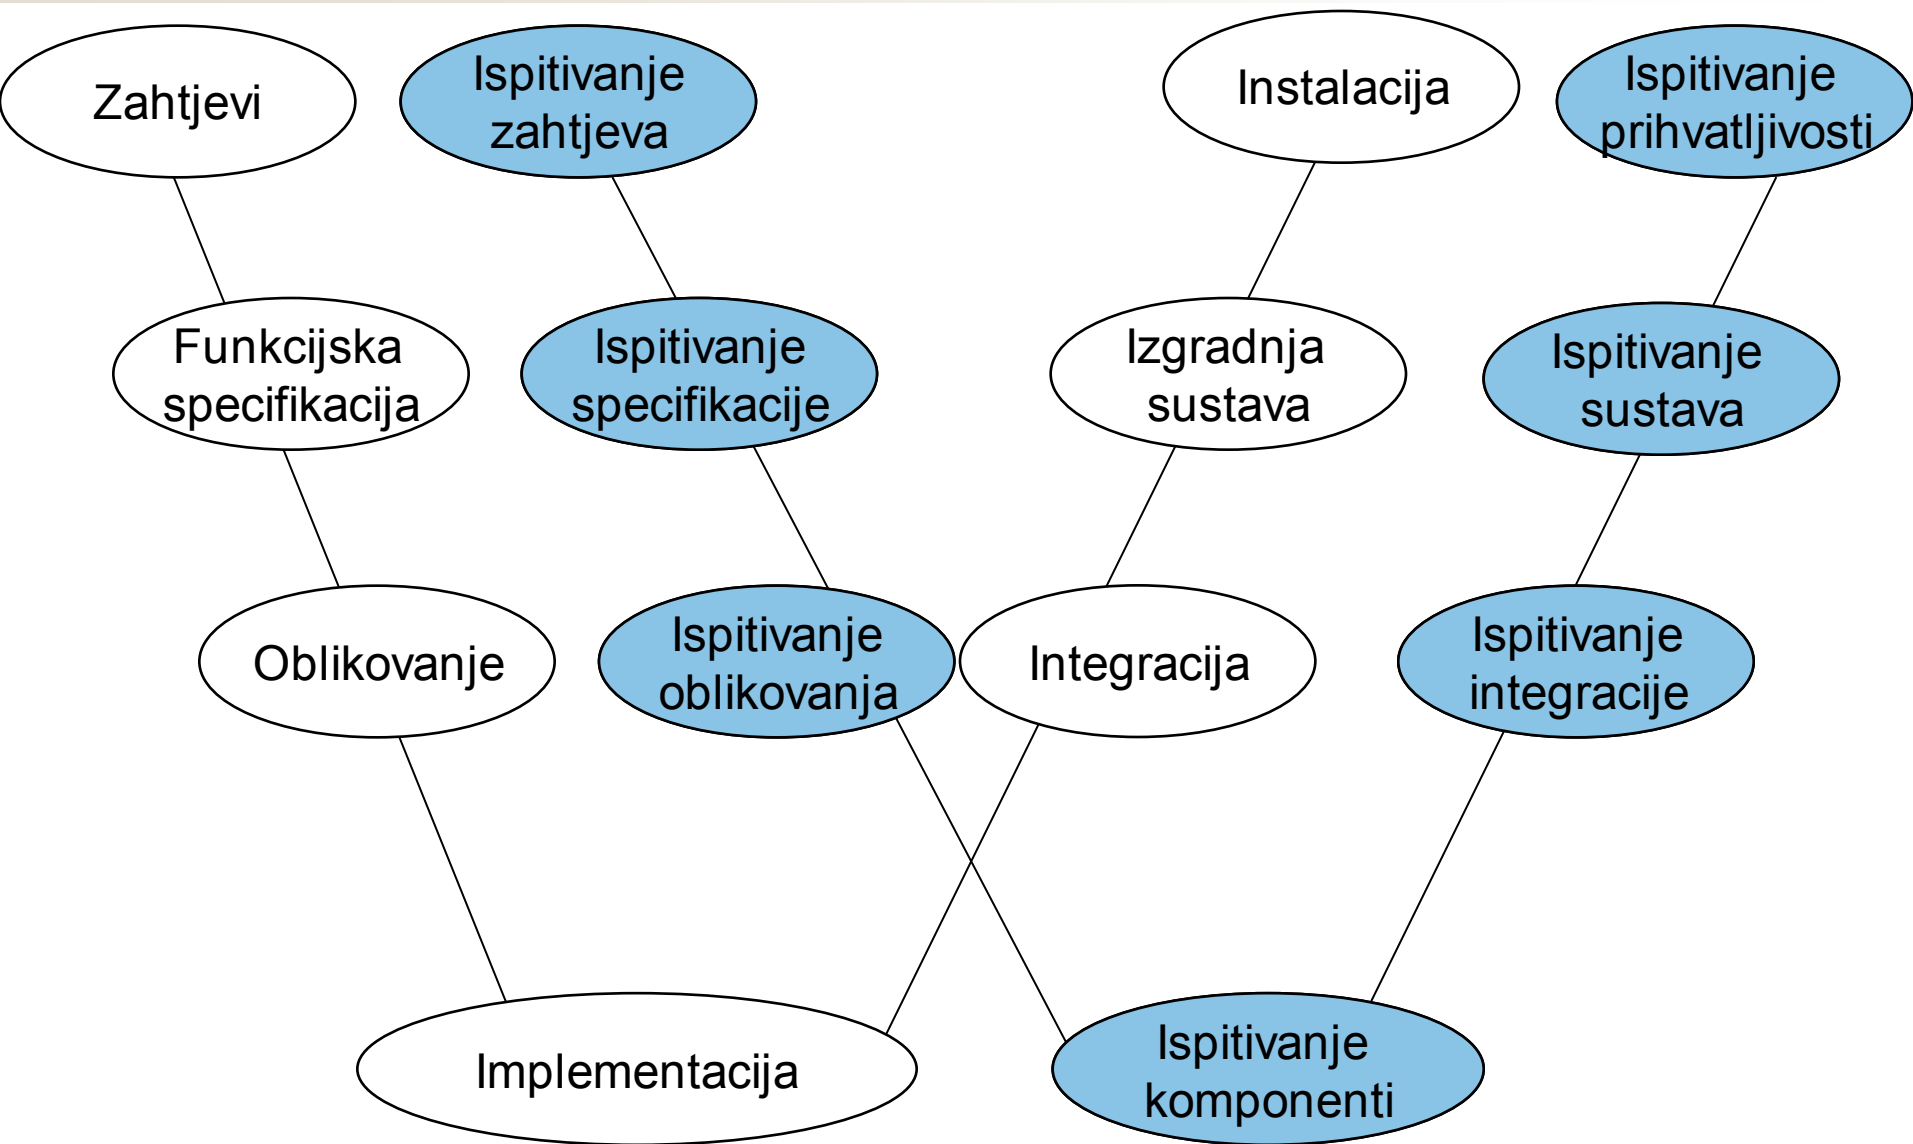 Zahtjevi
Ispitivanje
zahtjeva
Instalacija
Ispitivanje
prihvatljivosti
Funkcijska
specifikacija
Ispitivanje
specifikacije
Izgradnja
sustava
Ispitivanje
sustava
Oblikovanje
Ispitivanje
oblikovanja
Integracija
Ispitivanje
integracije
Implementacija
Ispitivanje
komponenti